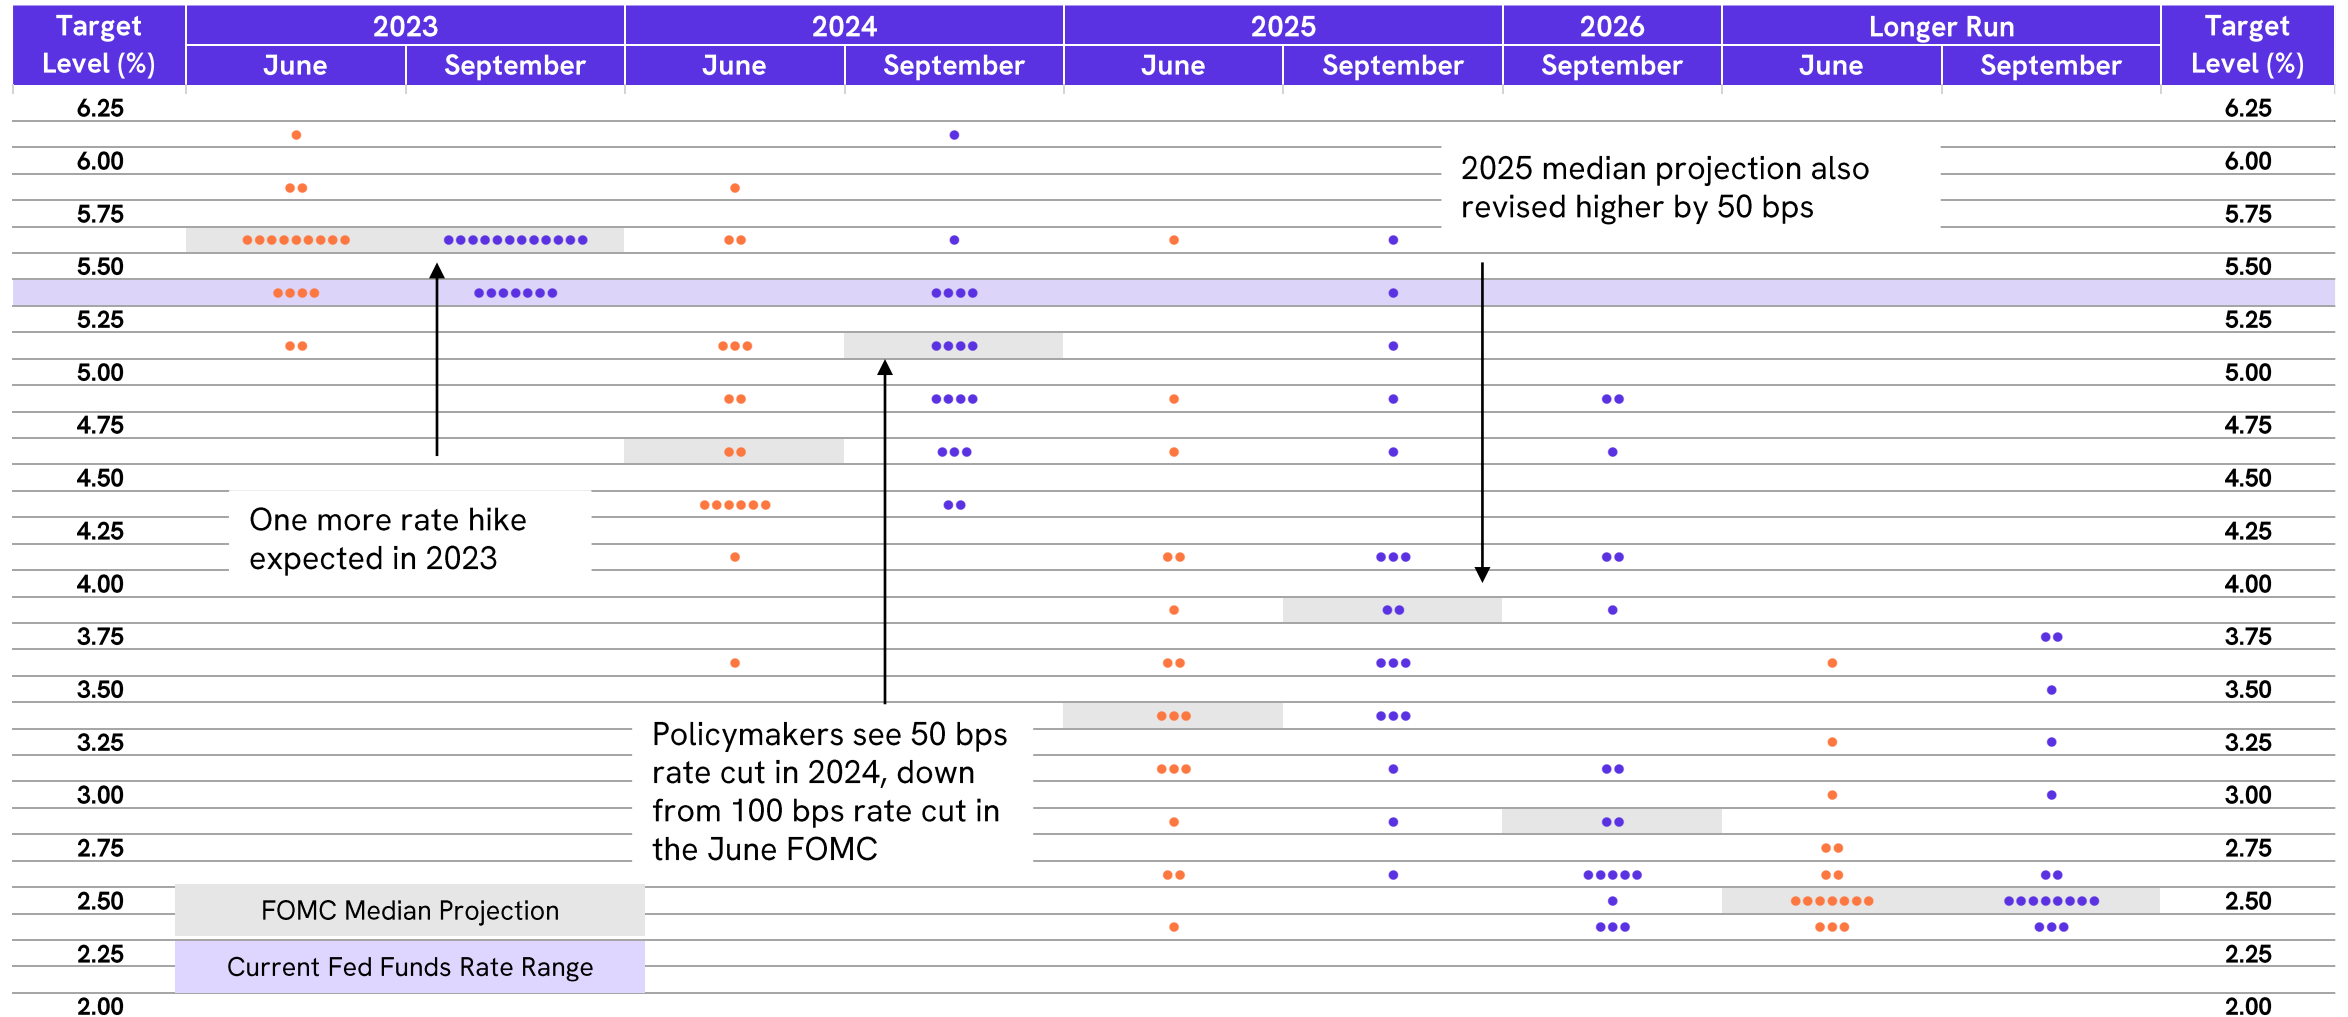 Target Level (%)
2023
2024
2025
2026
Longer Run
Target Level (%)
June
September
June
September
June
September
September
June
September
6.25
6.25
6.00
6.00
2025 median projection also
revised higher by 50 bps
5.75
5.75
5.50
5.50
5.25
5.25
5.00
5.00
4.75
4.75
4.50
4.50
One more rate hike
expected in 2023
4.25
4.25
4.00
4.00
3.75
3.75
3.50
3.50
Policymakers see 50 bps
rate cut in 2024, down
from 100 bps rate cut in
the June FOMC
3.25
3.25
3.00
3.00
2.75
2.75
2.50
FOMC Median Projection
2.50
2.25
Current Fed Funds Rate Range
2.25
2.00
2.00